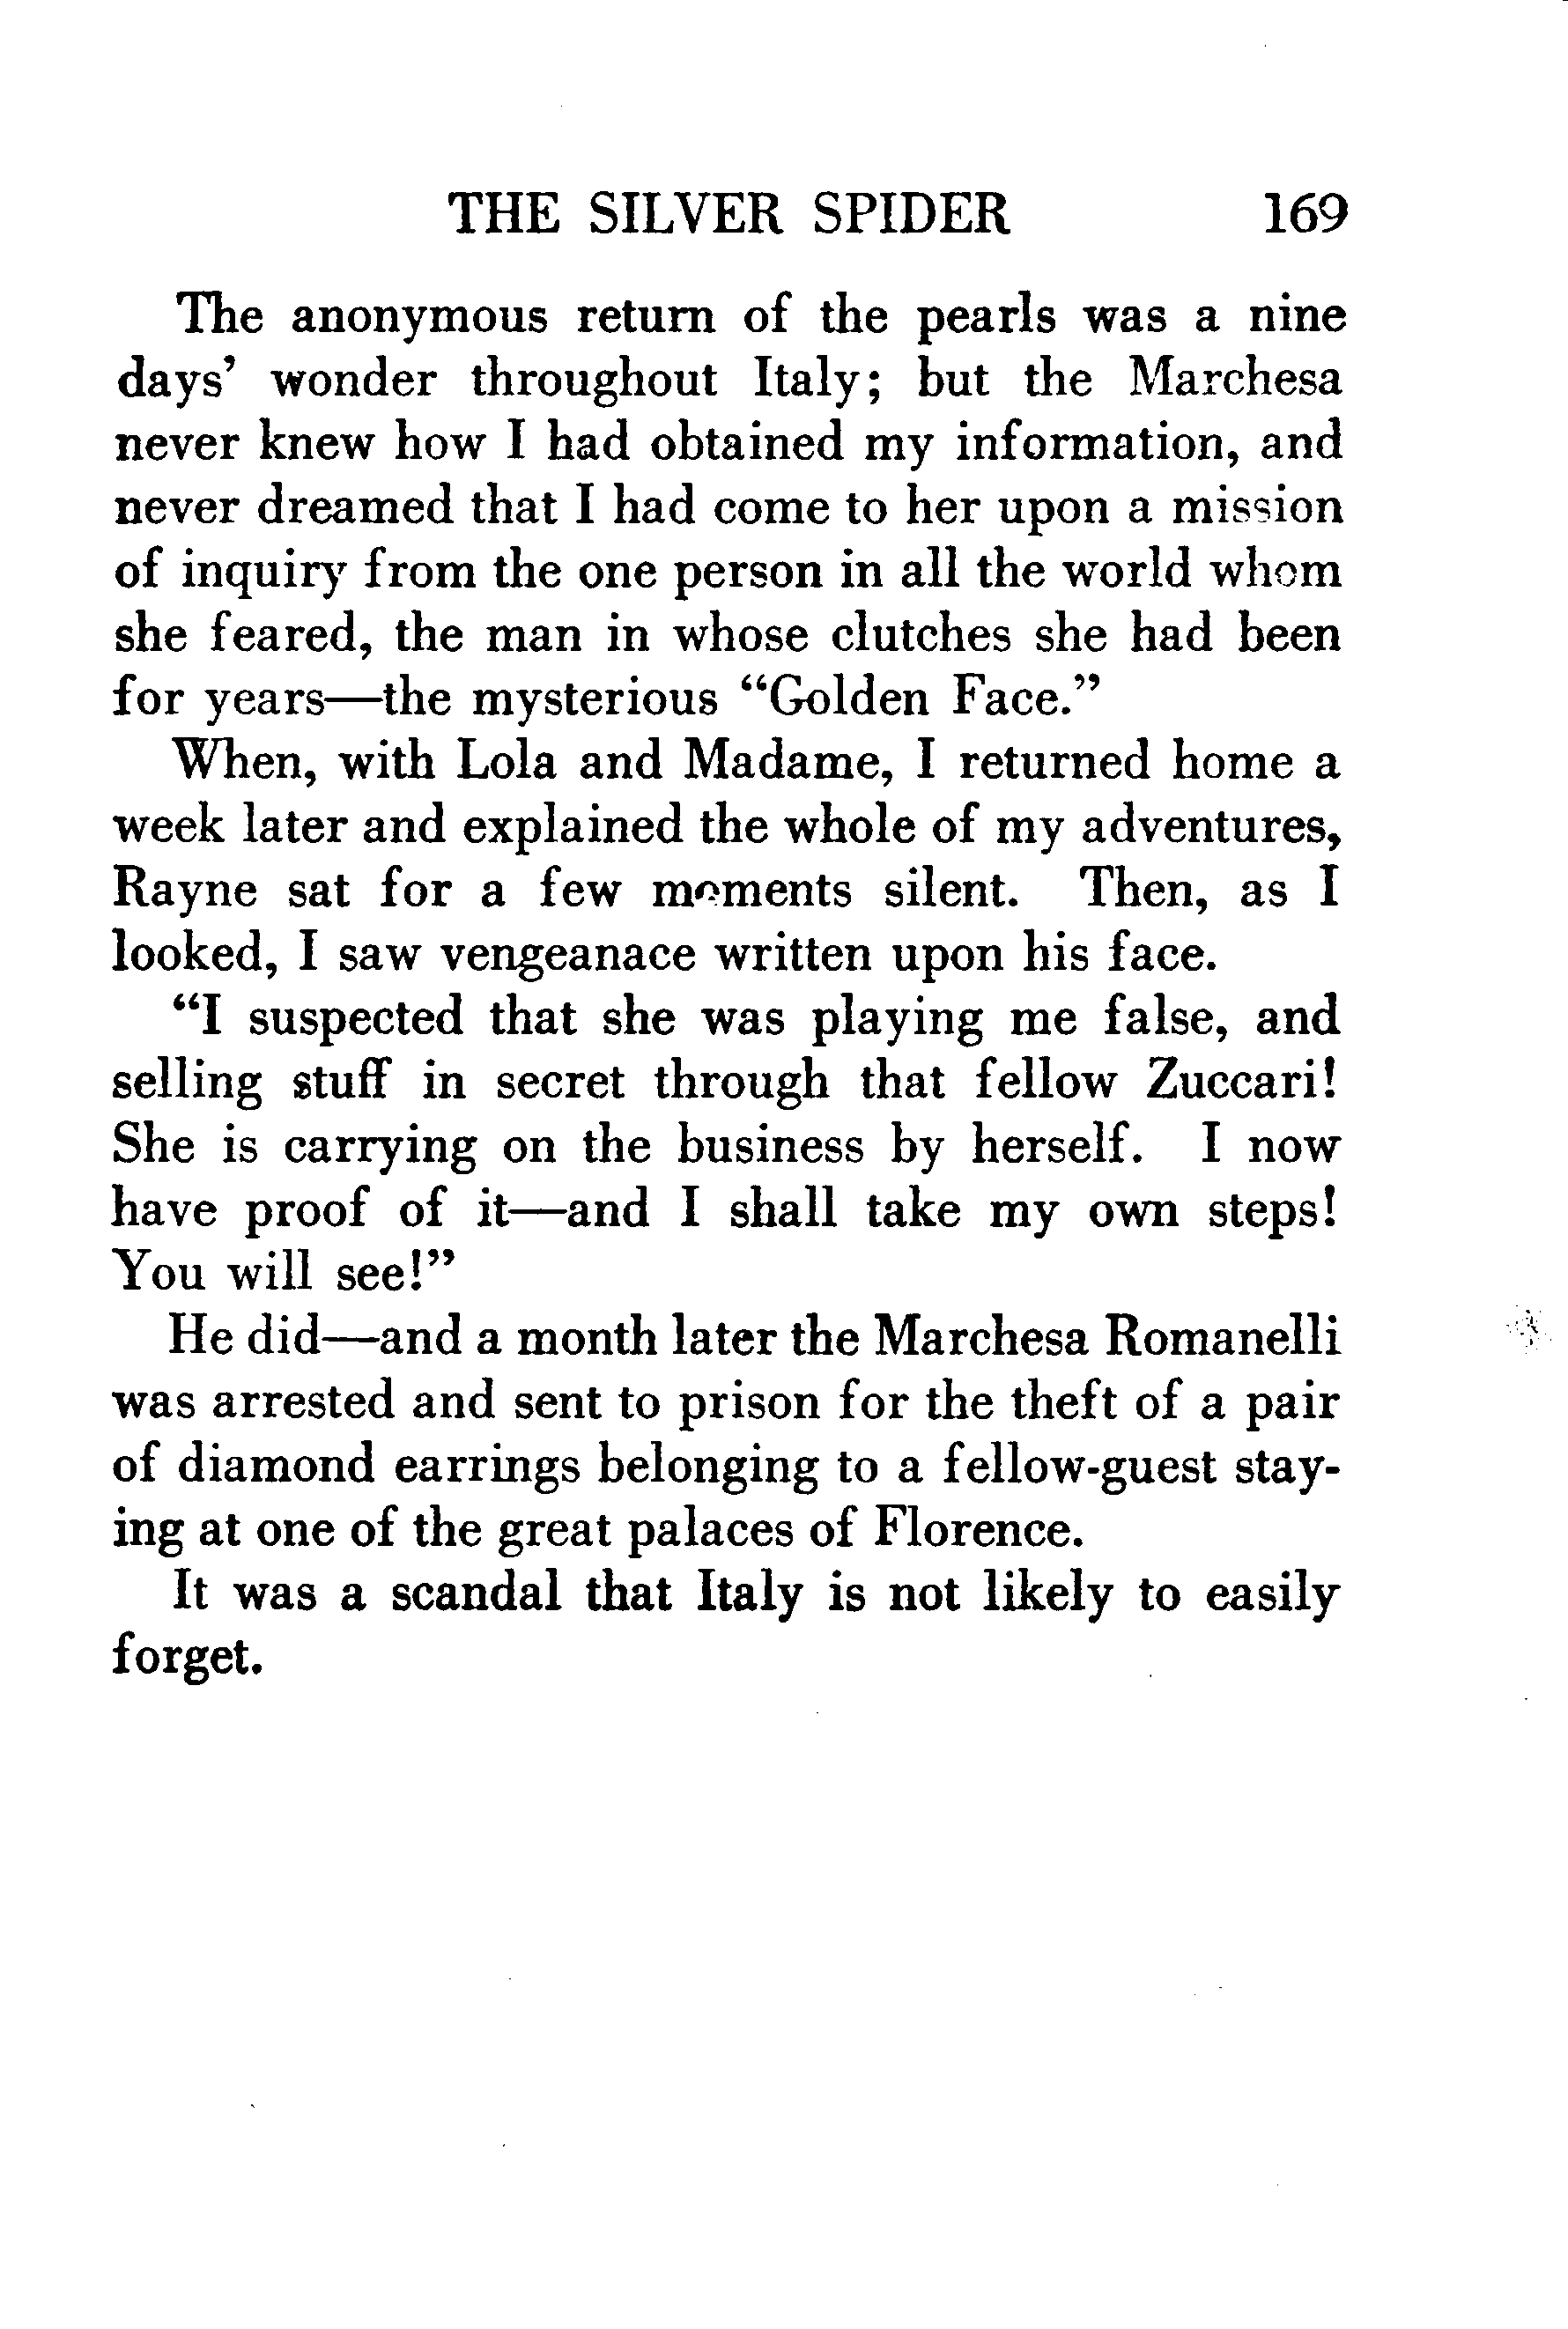 THE SILVER SPIDER 169
The anonymous return of the pearls was a nine
days’ wonder throughout Italy; but the Marchesa
never knew how I had obtained my information, and
never dreamed that I had come to her upon a mission
of inquiry from the one person in all the world whom
she feared, the man in whose clutches she had been
for years—the mysterious “Golden Face.”
When, with Lola and Madame, I returned home a
week later and explained the whole of my adventures,
Rayne sat for a few moments silent. Then, as I
looked, I saw vengeanace written upon his face.
“I suspected that she was playing me false, and
selling stuff in secret through that fellow Zuccari!
She is carrying on the business by herself. I now
have proof of it—and I shall take my own steps!
You will see!”
He did—and a month later the Marchesa Romanelli
was arrested and sent to prison for the theft of a pair
of diamond earrings belonging to a fellow-guest stay-
ing at one of the great palaces of Florence.
It was a scandal that Italy is not likely to easily
forget.